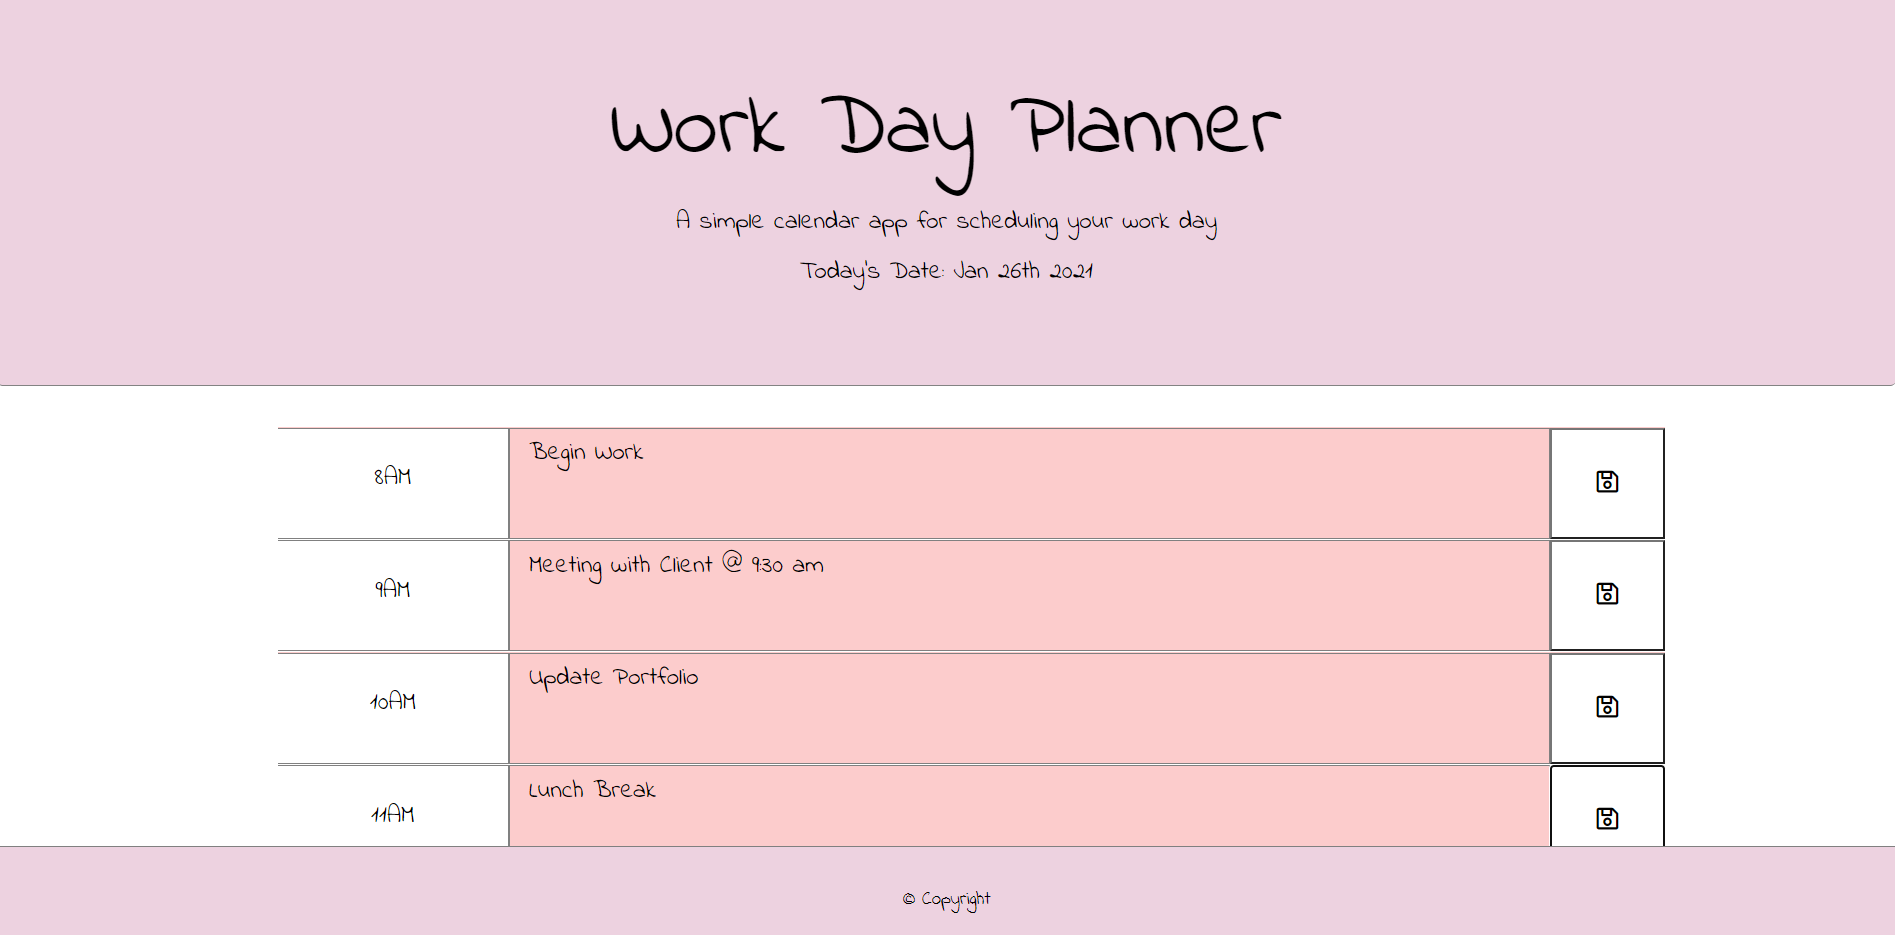 Work Day Planner
A simple calendar app for scheduling your work day
Today's Date: Jan 26th 2021
8AM
Begin Work
9AM
Meeting with Client @ 9:30 am
10AM
Update Portfolio
11AM
Lunch Break
© Copyright